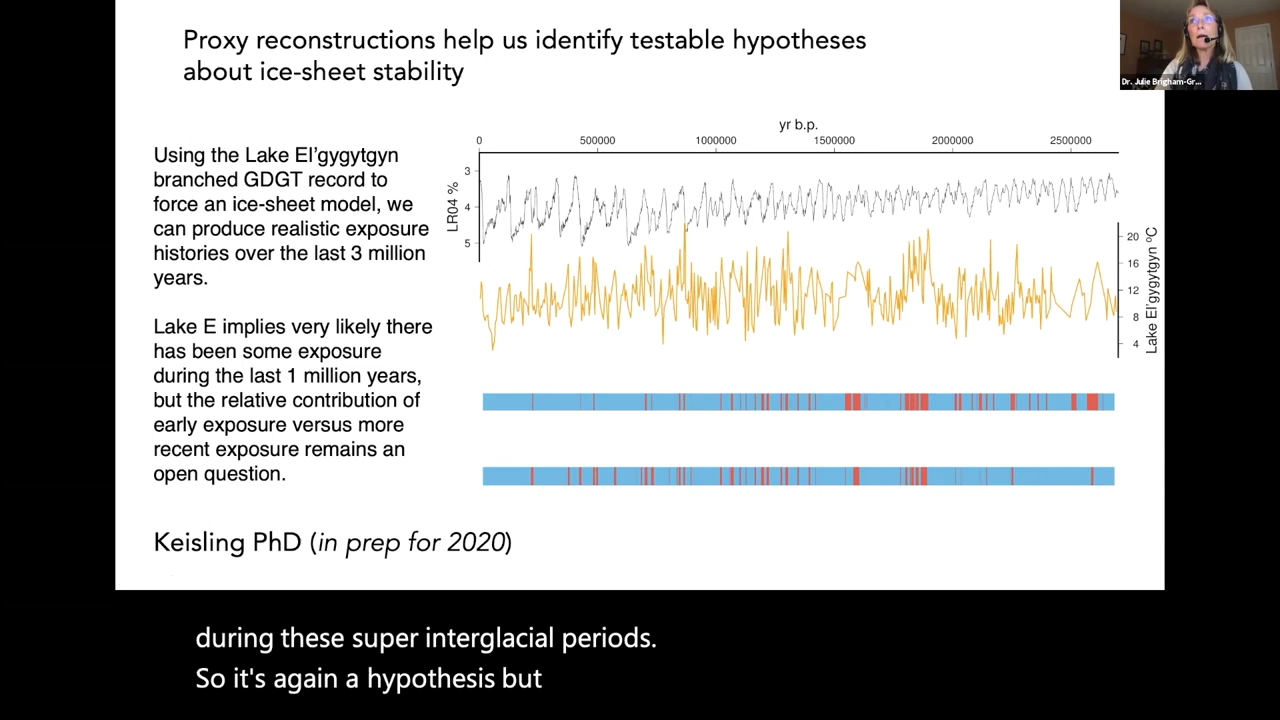 Proxy reconstructions help us identify testable hypotheses
about ice-sheet stability
Dr. Julie Brigham-Gr...
Using the Lake El’gygytgyn
branched GDGT record to
force an ice-sheet model, we
can produce realistic exposure
histories over the last 3 million
years.
Lake E implies very likely there
has been some exposure
during the last 1 million years,
but the relative contribution of
early exposure versus more
recent exposure remains an
open question.
Keisling PhD (in prep for 2020)
yr b.p.
0 500000 1000000 1500000 2000000 2500000
LR04 %
3
4
5
20
16
12
8
4
Lake El’gygytgyn ºC
during these super interglacial periods.
So it's again a hypothesis but